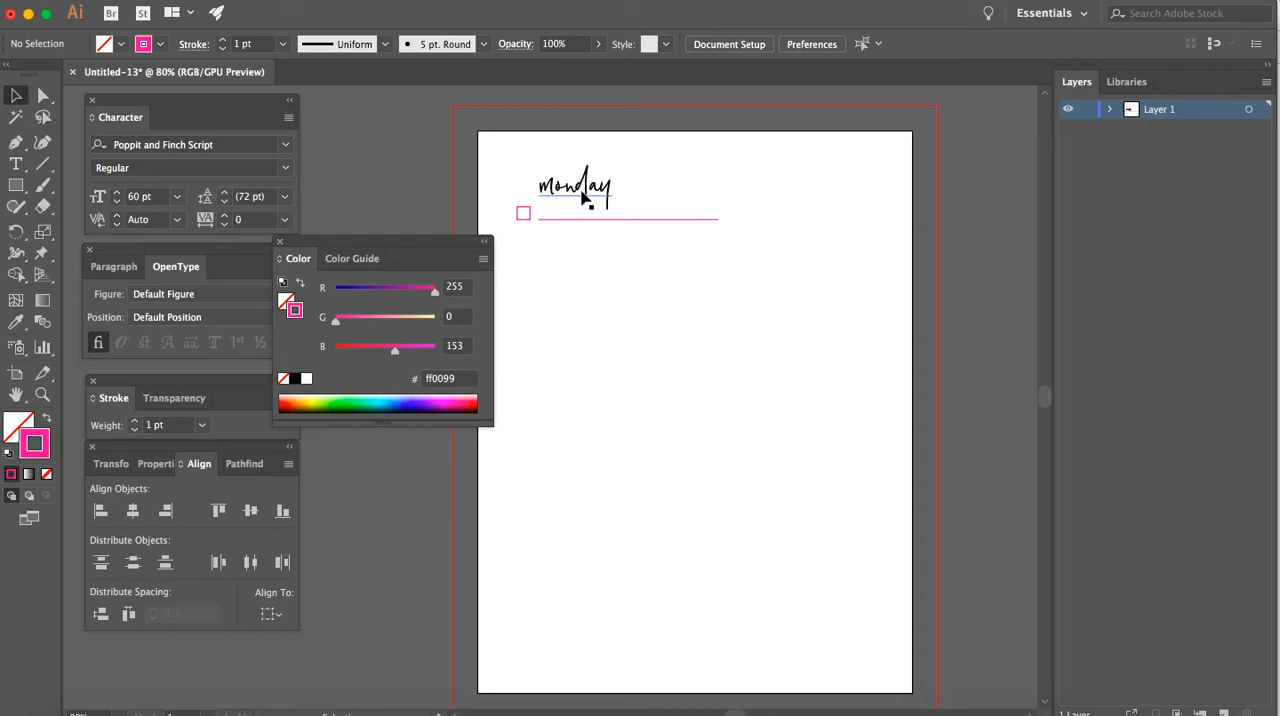 Ai Br St Essentials Search Adobe Stock
No Selection Stroke: 1 pt Uniform 5 pt. Round Opacity: 100% Style: Document Setup Preferences
Untitled-13* @ 80% (RGB/GPU Preview)
Character
Poppit and Finch Script
Regular
60 pt (72 pt)
Auto 0
Paragraph OpenType
Figure: Default Figure
Position: Default Position
Stroke Transparency
Weight: 1 pt
Transfo Properti Align Pathfind
Align Objects:
Distribute Objects:
Distribute Spacing: Align To:
Color Color Guide
R 255
G 0
B 153
# ff0099
monday
Layers Libraries
Layer 1